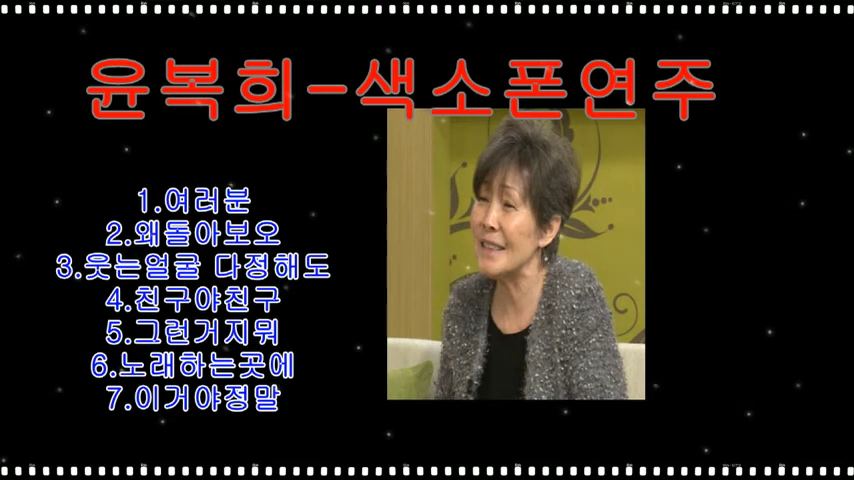 윤복희-색소폰연주
1.여러분
2.왜돌아보오
3.웃는얼굴 다정해도
4.친구야친구
5.그런거지뭐
6.노래하는곳에
7.이거야정말